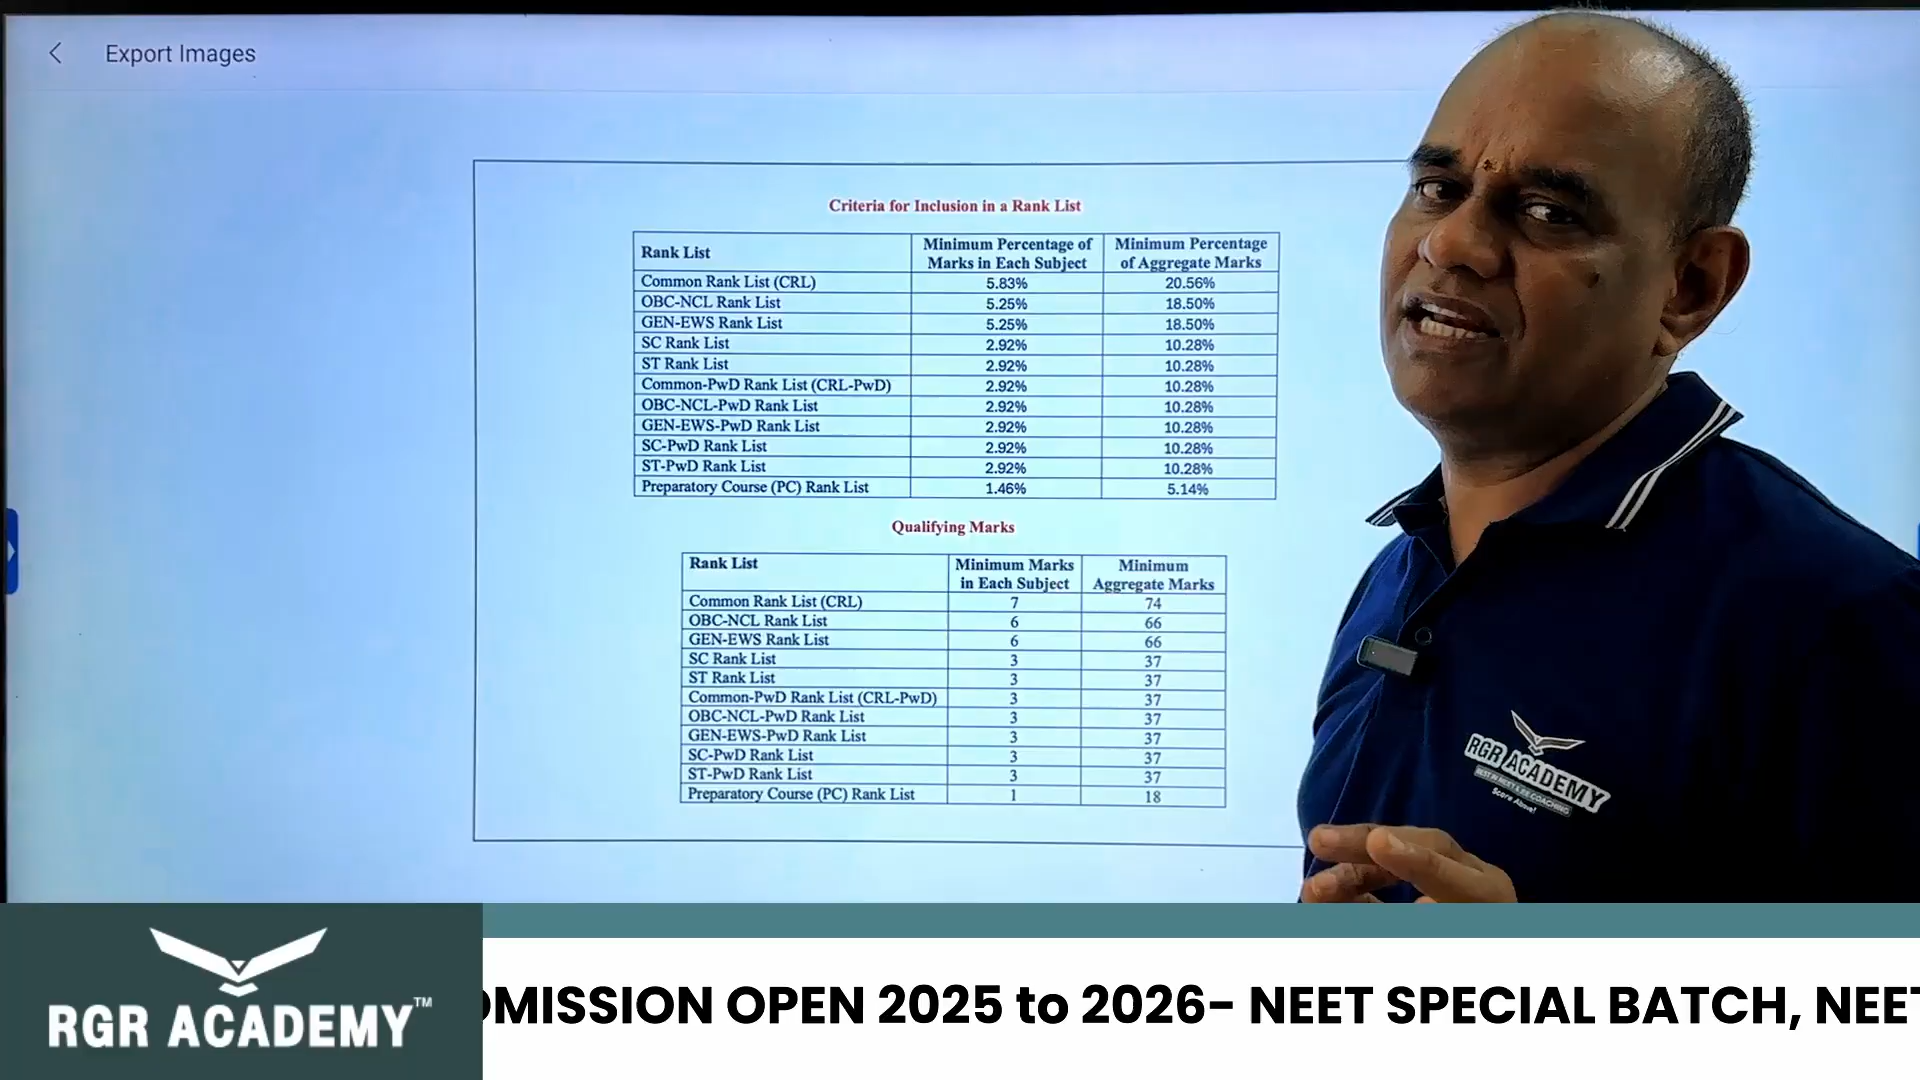 Export Images
Criteria for Inclusion in a Rank List
Rank List Minimum Percentage of Marks in Each Subject Minimum Percentage of Aggregate Marks
Common Rank List (CRL) 5.83% 20.56%
OBC-NCL Rank List 5.25% 18.50%
GEN-EWS Rank List 5.25% 18.50%
SC Rank List 2.92% 10.28%
ST Rank List 2.92% 10.28%
Common-PwD Rank List (CRL-PwD) 2.92% 10.28%
OBC-NCL-PwD Rank List 2.92% 10.28%
GEN-EWS-PwD Rank List 2.92% 10.28%
SC-PwD Rank List 2.92% 10.28%
ST-PwD Rank List 2.92% 10.28%
Preparatory Course (PC) Rank List 1.46% 5.14%
Qualifying Marks
Rank List Minimum Marks in Each Subject Minimum Aggregate Marks
Common Rank List (CRL) 7 74
OBC-NCL Rank List 6 66
GEN-EWS Rank List 6 66
SC Rank List 3 37
ST Rank List 3 37
Common-PwD Rank List (CRL-PwD) 3 37
OBC-NCL-PwD Rank List 3 37
GEN-EWS-PwD Rank List 3 37
SC-PwD Rank List 3 37
ST-PwD Rank List 3 37
Preparatory Course (PC) Rank List 1 18
RGR ACADEMY
Score Above!
RGR ACADEMY™
DMISSION OPEN 2025 to 2026- NEET SPECIAL BATCH, NEET